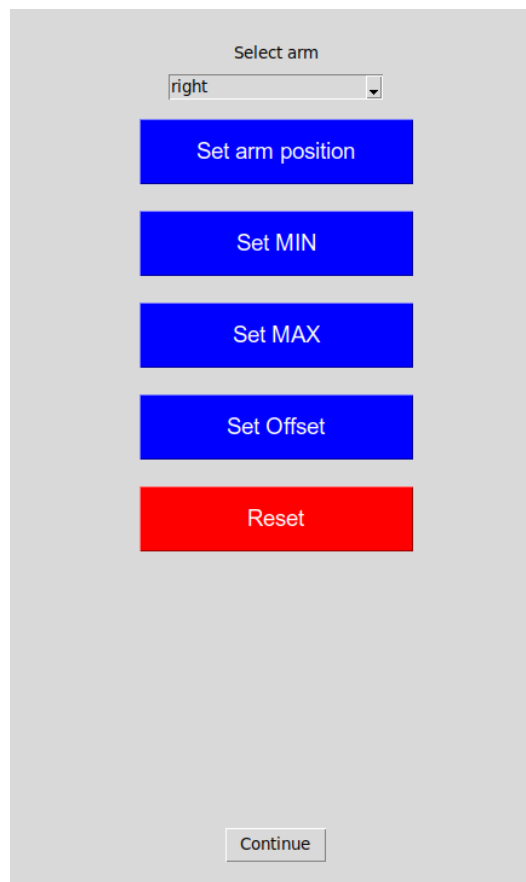 Select arm
right
Set arm position
Set MIN
Set MAX
Set Offset
Reset
Continue